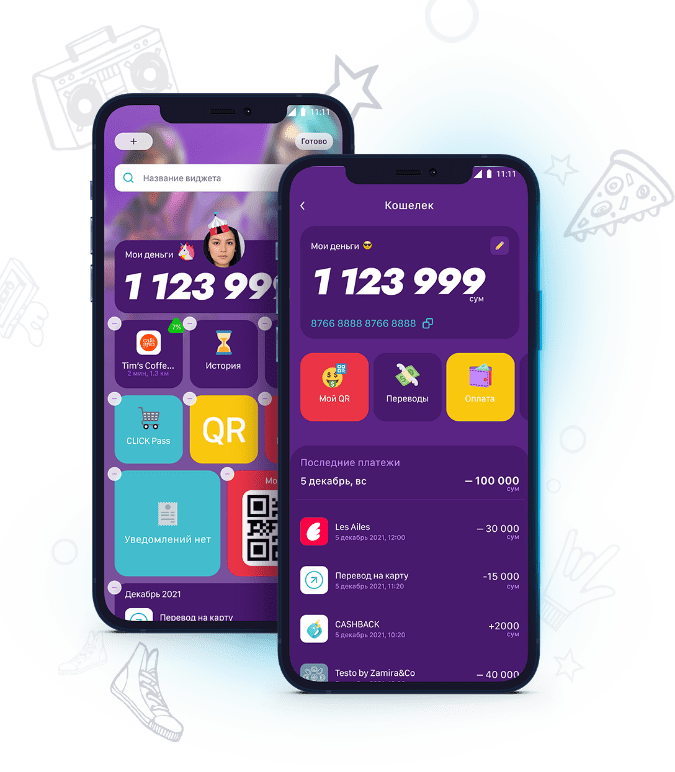 11:11
+
Готово
Название виджета
Мои деньги
1 123 999
7%
Tim's Coffe...
2 мин, 1.3 км
История
CLICK Pass
QR
Уведомлений нет
Мо
Декабрь 2021
Перевод на карту
11:11
Кошелек
Мои деньги
1 123 999
сум
8766 8888 8766 8888
Мой QR
Переводы
Оплата
Последние платежи
5 декабрь, вс
– 100 000
сум
Les Ailes
5 декабрь 2021, 12:00
– 30 000
сум
Перевод на карту
5 декабрь 2021, 11:20
-15 000
сум
CASHBACK
5 декабрь 2021, 10:20
+2000
сум
Testo by Zamira&Co
– 40 000